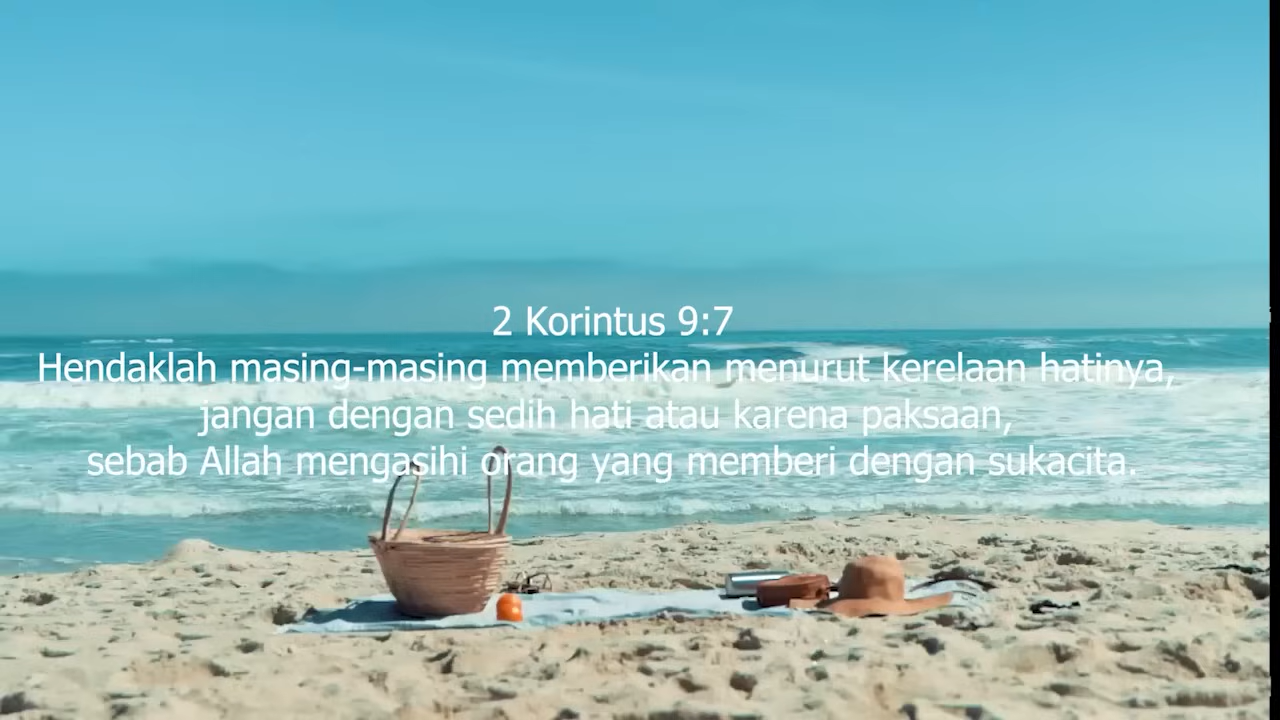 2 Korintus 9:7
Hendaklah masing-masing memberikan menurut kerelaan hatinya,
jangan dengan sedih hati atau karena paksaan,
sebab Allah mengasihi orang yang memberi dengan sukacita.